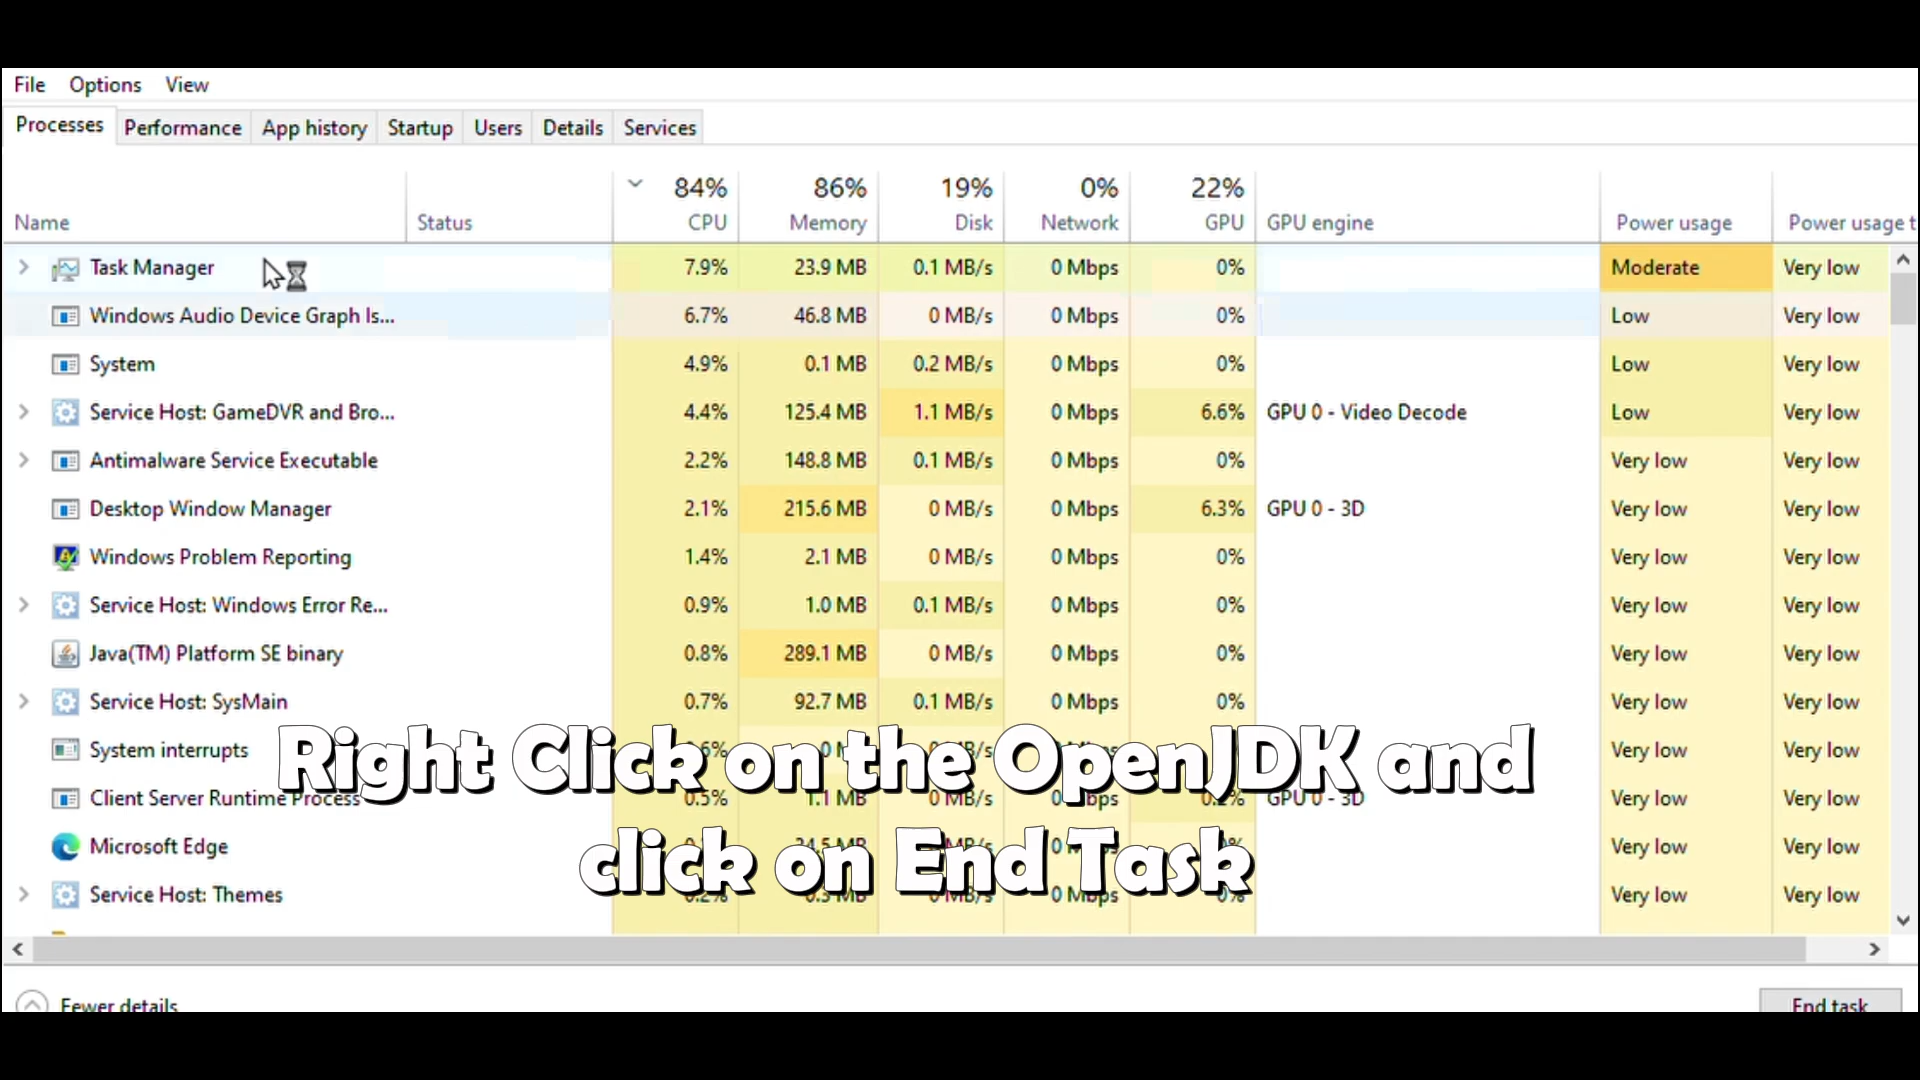 File Options View
Processes Performance App history Startup Users Details Services
84% 86% 19% 0% 22%
Name Status CPU Memory Disk Network GPU GPU engine Power usage Power usage t
Task Manager 7.9% 23.9 MB 0.1 MB/s 0 Mbps 0% Moderate Very low
Windows Audio Device Graph Is... 6.7% 46.8 MB 0 MB/s 0 Mbps 0% Low Very low
System 4.9% 0.1 MB 0.2 MB/s 0 Mbps 0% Low Very low
Service Host: GameDVR and Bro... 4.4% 125.4 MB 1.1 MB/s 0 Mbps 6.6% GPU 0 - Video Decode Low Very low
Antimalware Service Executable 2.2% 148.8 MB 0.1 MB/s 0 Mbps 0% Very low Very low
Desktop Window Manager 2.1% 215.6 MB 0 MB/s 0 Mbps 6.3% GPU 0 - 3D Very low Very low
Windows Problem Reporting 1.4% 2.1 MB 0 MB/s 0 Mbps 0% Very low Very low
Service Host: Windows Error Re... 0.9% 1.0 MB 0.1 MB/s 0 Mbps 0% Very low Very low
Java(TM) Platform SE binary 0.8% 289.1 MB 0 MB/s 0 Mbps 0% Very low Very low
Service Host: SysMain 0.7% 92.7 MB 0.1 MB/s 0 Mbps 0% Very low Very low
System interrupts Very low Very low
Right Click on the OpenJDK and
Client Server Runtime Process 0.5% 1.1 MB 0 MB/s 0 Mbps 0.2% GPU 0 - 3D Very low Very low
Microsoft Edge Very low Very low
click on End Task
Service Host: Themes 0.2% 0 MB/s 0 Mbps 0% Very low Very low
Fewer details End task